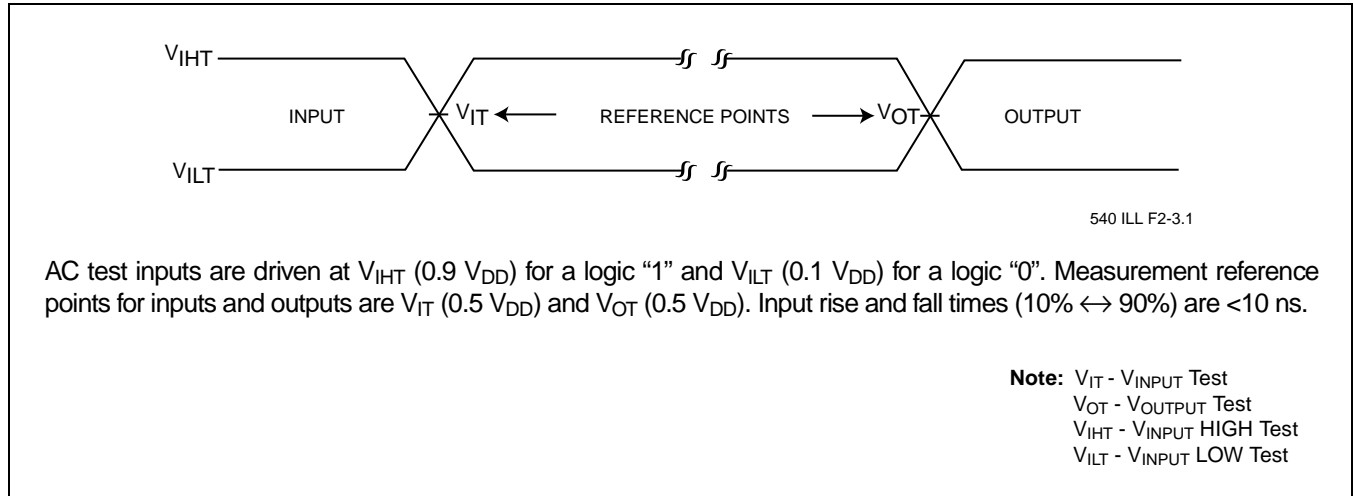 VIHT
INPUT
VIT
REFERENCE POINTS
VOT
OUTPUT
VILT
540 ILL F2-3.1
AC test inputs are driven at VIHT (0.9 VDD) for a logic “1” and VILT (0.1 VDD) for a logic “0”. Measurement reference
points for inputs and outputs are VIT (0.5 VDD) and VOT (0.5 VDD). Input rise and fall times (10% ↔ 90%) are <10 ns.
Note: VIT - VINPUT Test
VOT - VOUTPUT Test
VIHT - VINPUT HIGH Test
VILT - VINPUT LOW Test